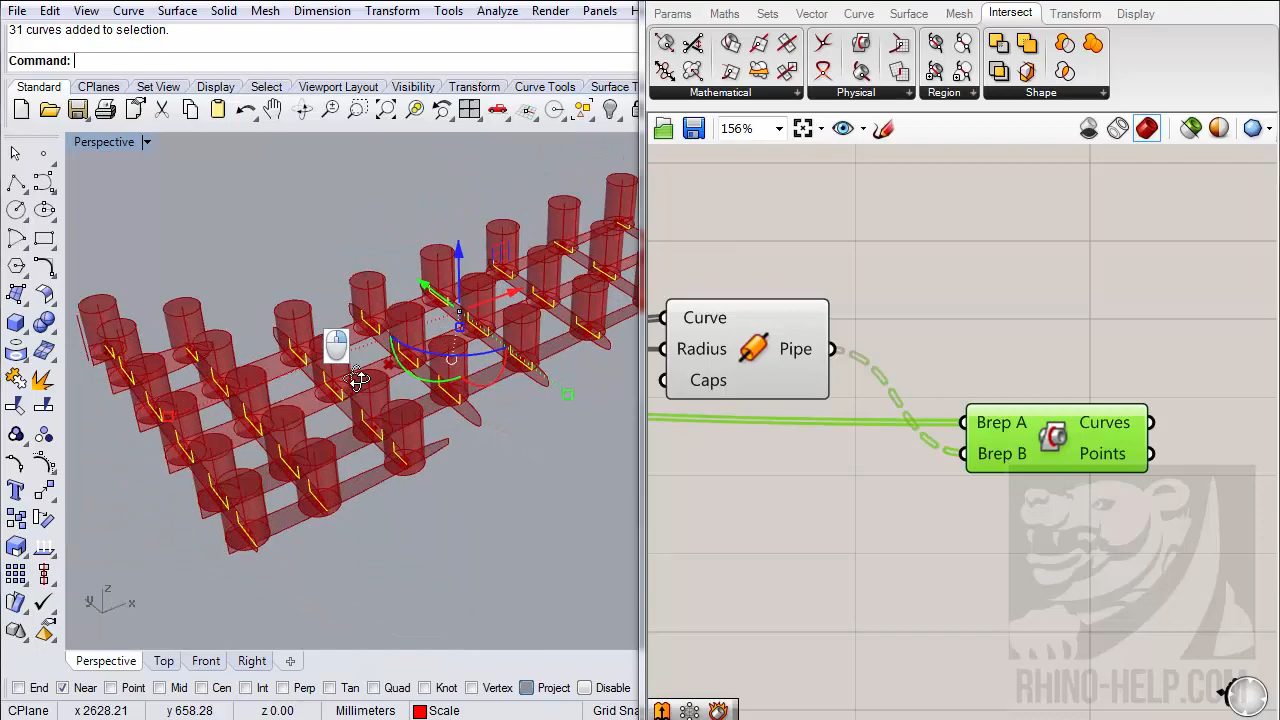 File Edit View Curve Surface Solid Mesh Dimension Transform Tools Analyze Render Panels
31 curves added to selection.
Command:
Standard CPlanes Set View Display Select Viewport Layout Visibility Transform Curve Tools Surface T
Perspective
Perspective Top Front Right
End Near Point Mid Cen Int Perp Tan Quad Knot Vertex Project Disable
CPlane x 2628.21 y 658.28 z 0.00 Millimeters Scale Grid Sna
Params Maths Sets Vector Curve Surface Mesh Intersect Transform Display
Mathematical Physical Region Shape
156%
Curve
Radius Pipe
Caps
Brep A Curves
Brep B Points
z
y x
RHINO-HELP.COM